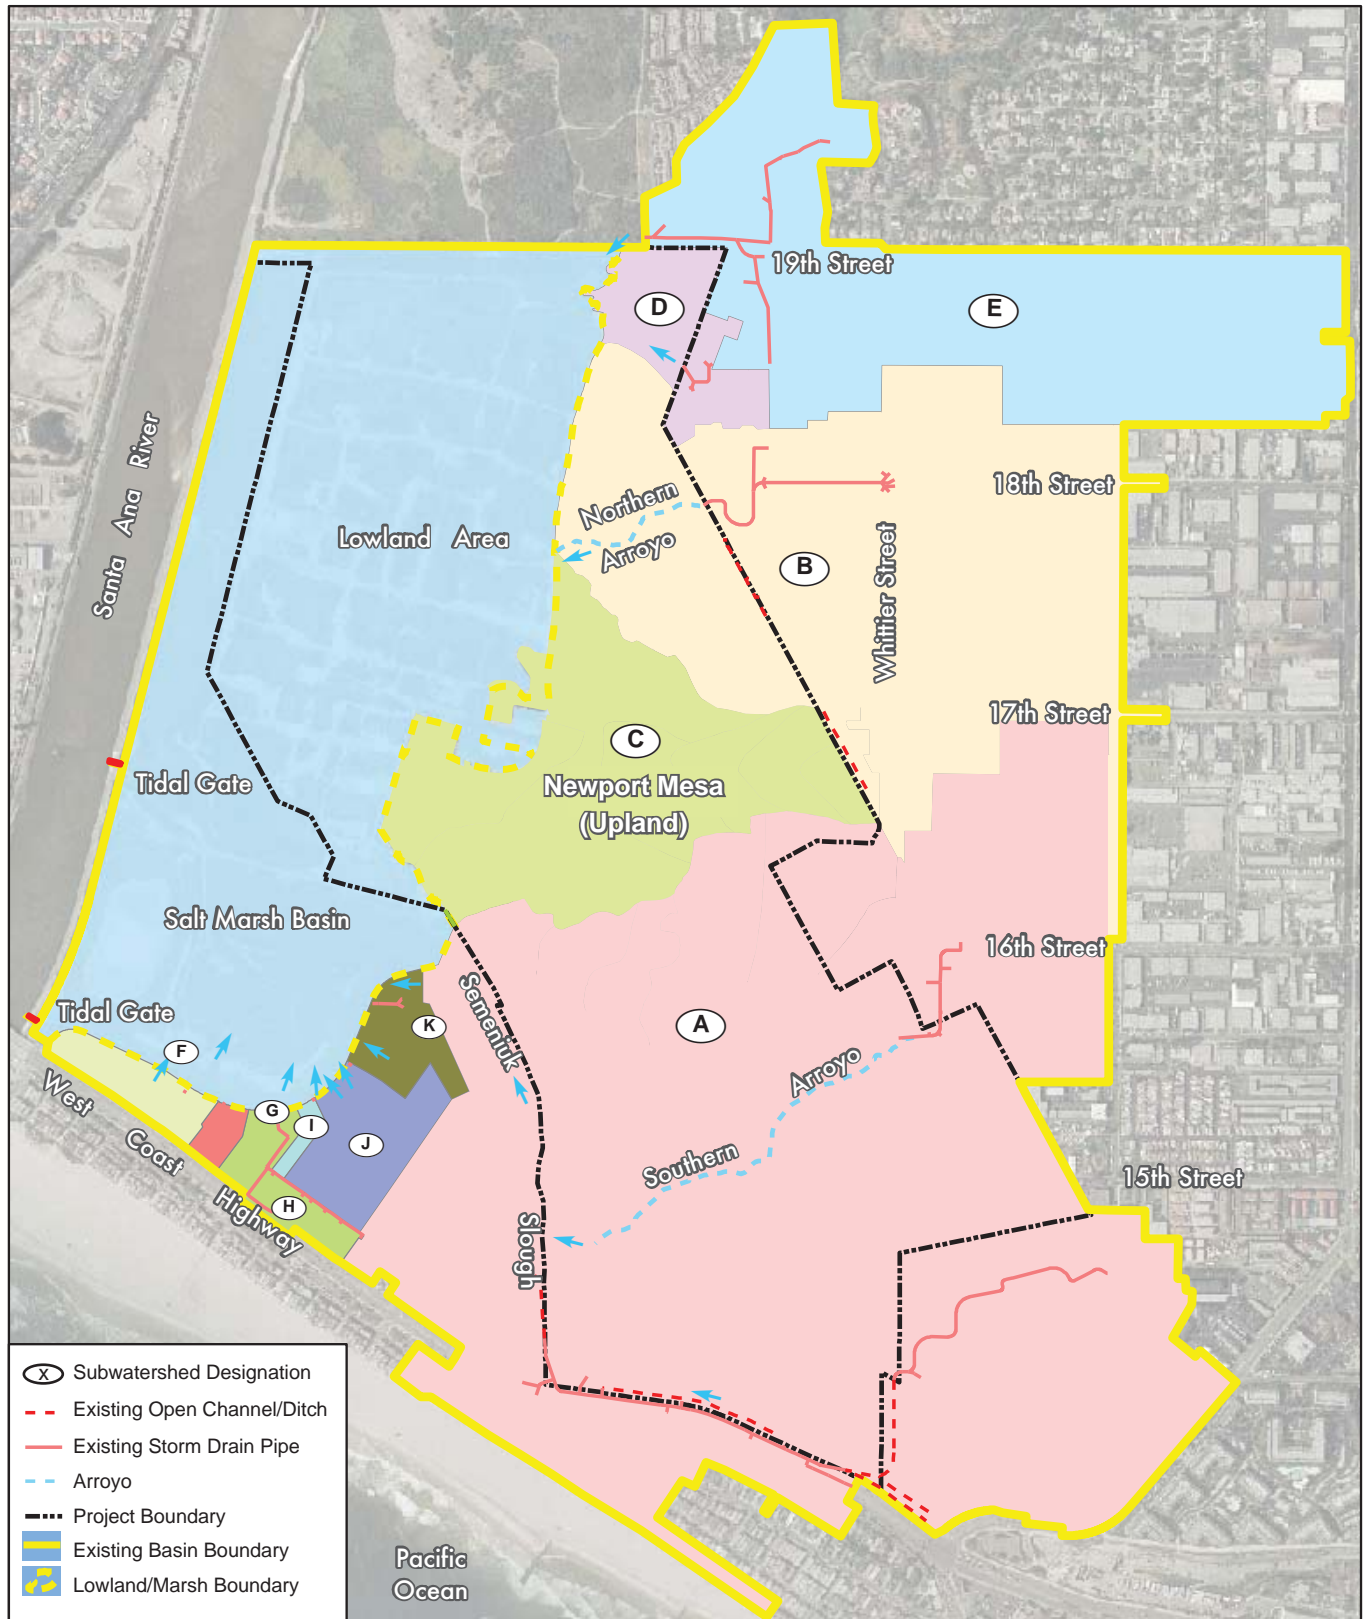 19th Street
D
E
Santa Ana River
Lowland Area
Northern
Arroyo
18th Street
B
Whittier Street
17th Street
C
Newport Mesa
(Upland)
Tidal Gate
Salt Marsh Basin
16th Street
Tidal Gate
Semeniuk
Slough
A
K
F
G
I
J
H
Arroyo
Southern
West
Coast
Highway
15th Street
X Subwatershed Designation
Existing Open Channel/Ditch
Existing Storm Drain Pipe
Arroyo
Project Boundary
Existing Basin Boundary
Lowland/Marsh Boundary
Pacific
Ocean